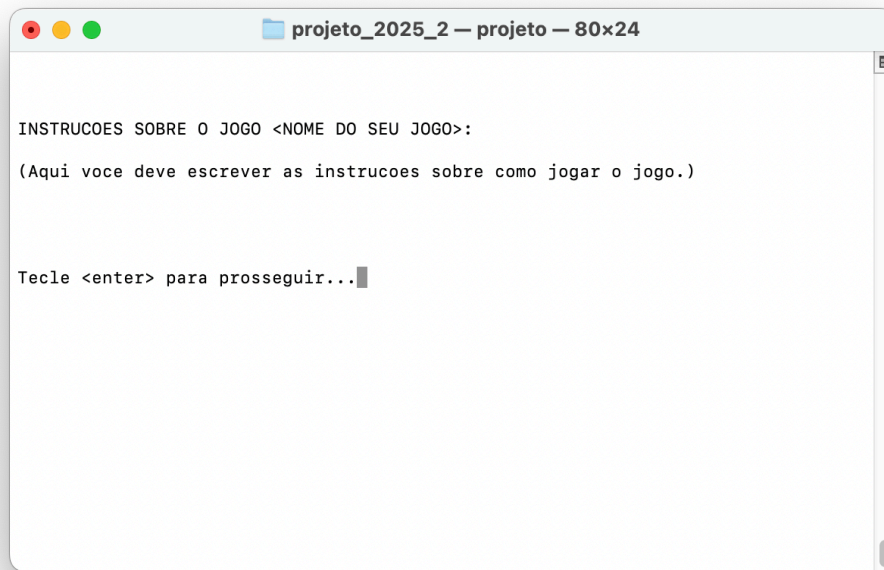 projeto_2025_2 — projeto — 80×24
INSTRUCOES SOBRE O JOGO <NOME DO SEU JOGO>:
(Aqui voce deve escrever as instrucoes sobre como jogar o jogo.)
Tecle <enter> para prosseguir...